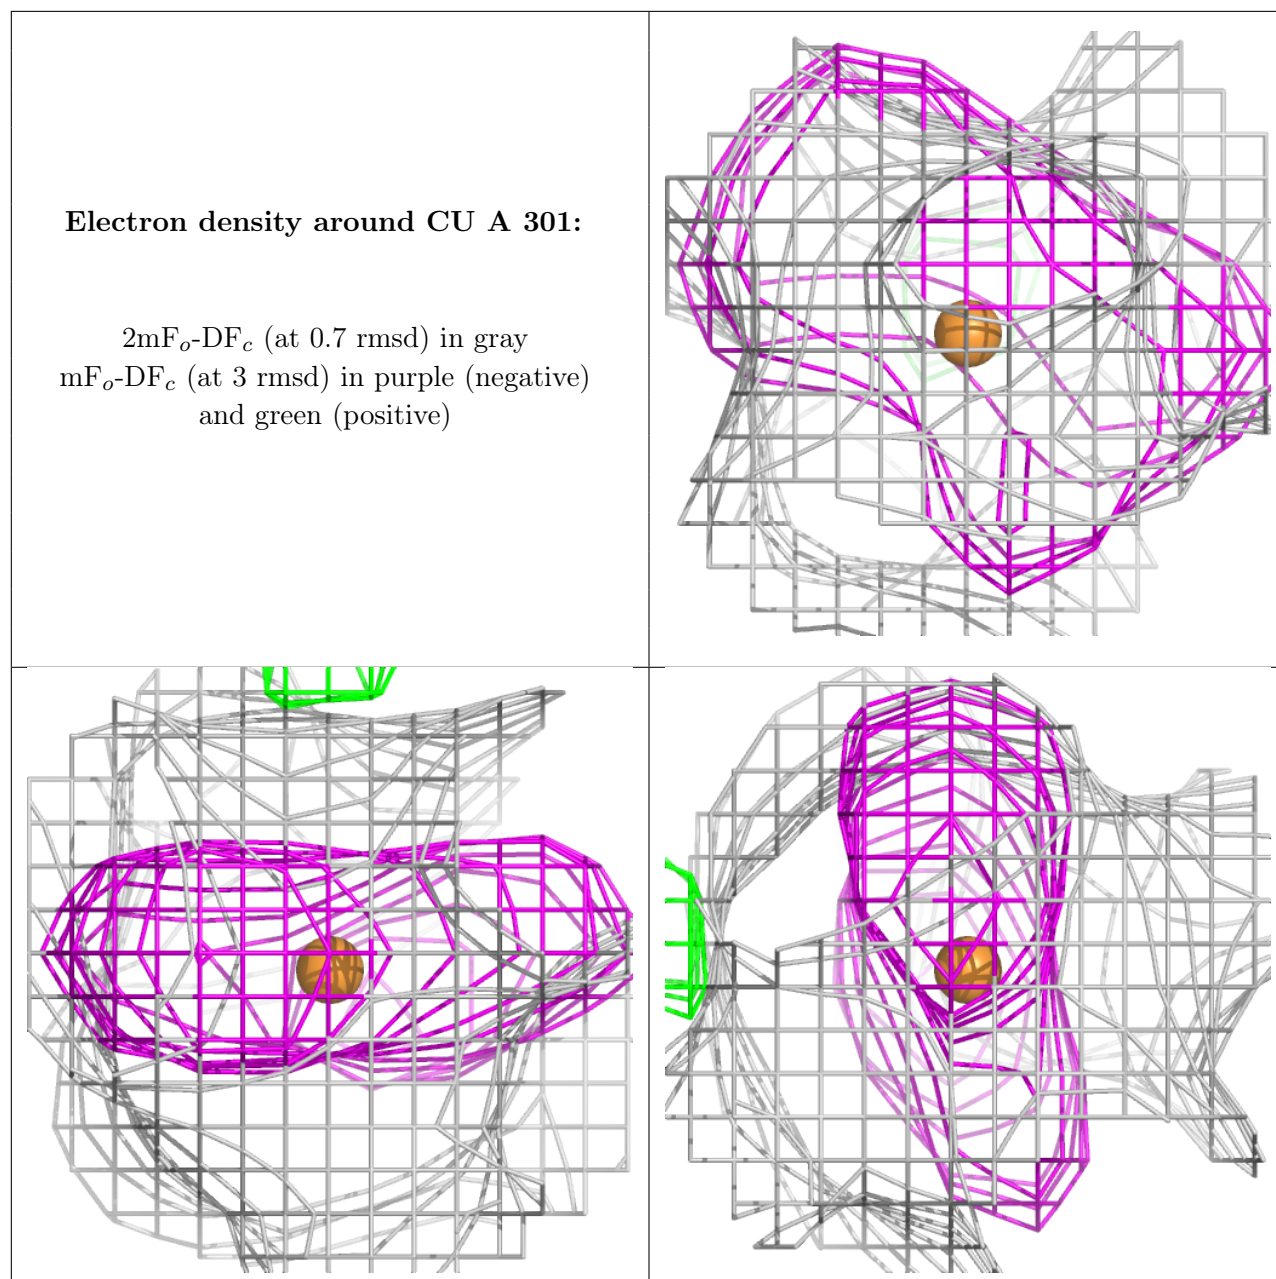 Electron density around CU A 301:
2mFo-DFc (at 0.7 rmsd) in gray
mFo-DFc (at 3 rmsd) in purple (negative)
and green (positive)